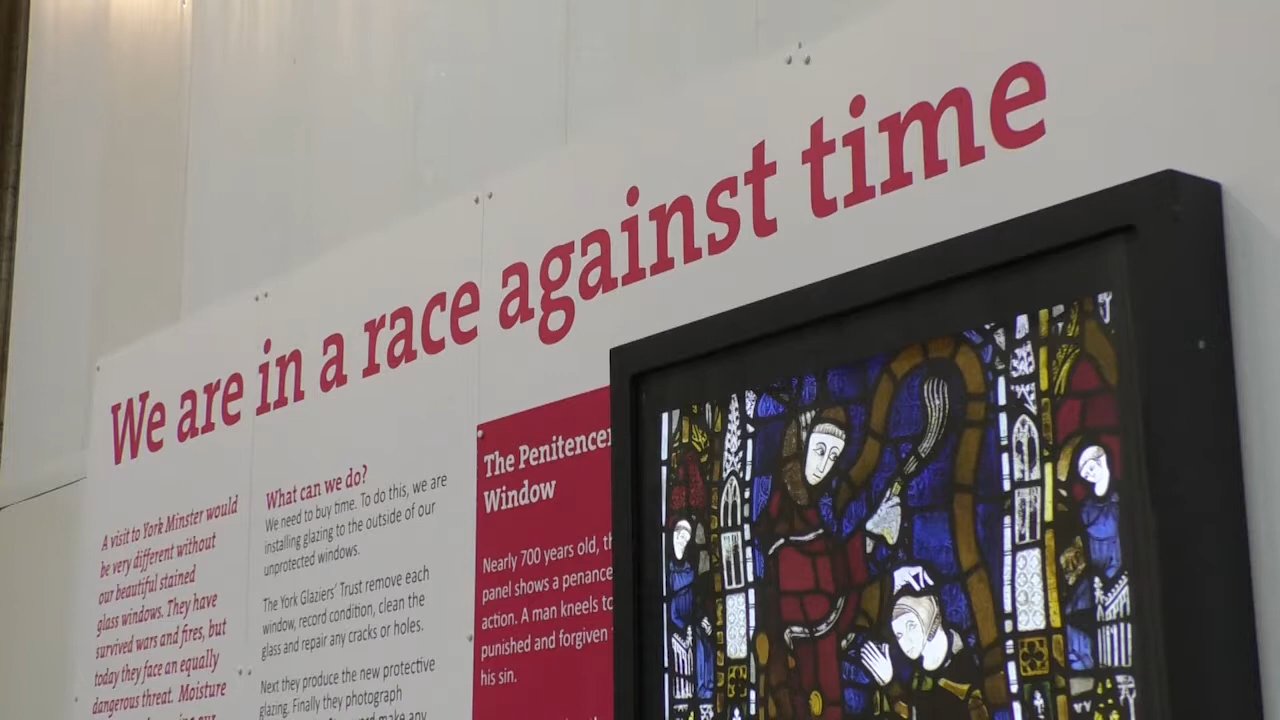 We are in a race against time
A visit to York Minster would
be very different without
our beautiful stained
glass windows. They have
survived wars and fires, but
today they face an equally
dangerous threat. Moisture
What can we do?
We need to buy time. To do this, we are
installing glazing to the outside of our
unprotected windows.
The York Glaziers' Trust remove each
window, record condition, clean the
glass and repair any cracks or holes.
Next they produce the new protective
glazing. Finally they photograph
make any
The Penitencer
Window
Nearly 700 years old,
panel shows a penance
action. A man kneels to
punished and forgiven
his sin.